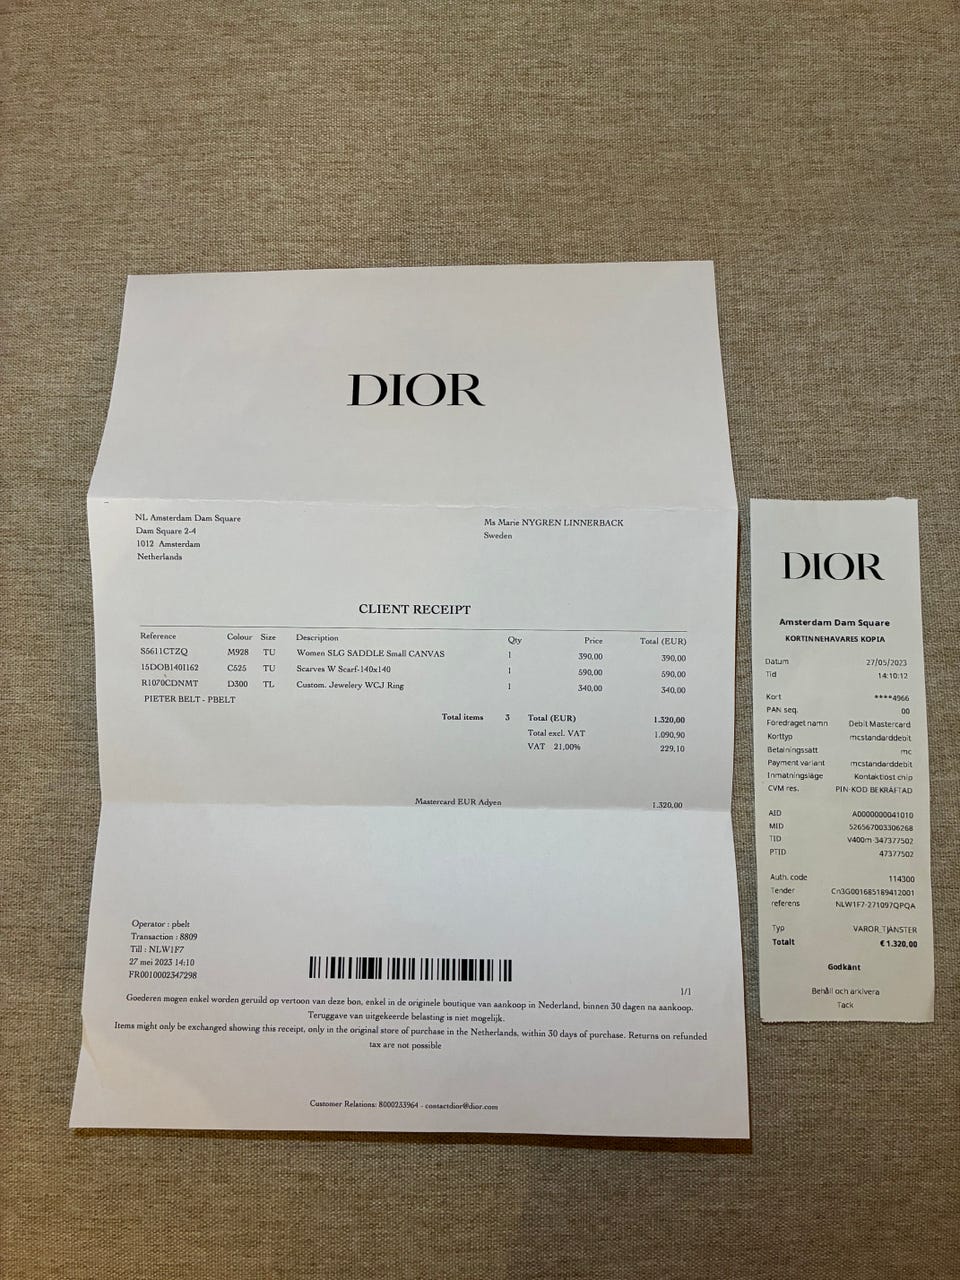 DIOR
NL Amsterdam Dam Square
Dam Square 2-4
1012 Amsterdam
Netherlands
Ms Marie NYGREN LINNERBACK
Sweden
CLIENT RECEIPT
Reference Colour Size Description Qty Price Total (EUR)
S5611CTZQ M928 TU Women SLG SADDLE Small CANVAS 1 390,00 390,00
15DOB1401162 C525 TU Scarves W Scarf-140x140 1 590,00 590,00
R1070CDNMT D300 TL Custom. Jewelery WCJ Ring 1 340,00 340,00
PIETER BELT - PBELT
Total items 3 Total (EUR) 1.320,00
Total excl. VAT 1.090,90
VAT 21,00% 229,10
Mastercard EUR Adyen 1.320,00
Operator : pbelt
Transaction : 8809
Till : NLW1F7
27 mei 2023 14:10
FR0010002347298
1/1
Goederen mogen enkel worden geruild op vertoon van deze bon, enkel in de originele boutique van aankoop in Nederland, binnen 30 dagen na aankoop.
Teruggave van uitgekeerde belasting is niet mogelijk.
Items might only be exchanged showing this receipt, only in the original store of purchase in the Netherlands, within 30 days of purchase. Returns on refunded
tax are not possible
Customer Relations: 8000233964 - contactdior@dior.com
DIOR
Amsterdam Dam Square
KORTINNEHAVARES KOPIA
Datum 27/05/2023
Tid 14:10:12
Kort ****4966
PAN seq. 00
Föredraget namn Debit Mastercard
Korttyp mcstandarddebit
Betalningssätt mc
Payment variant mcstandarddebit
Inmatningsläge Kontaktlöst chip
CVM res. PIN-KOD BEKRÄFTAD
AID A0000000041010
MID 526567003306268
TID V400m-347377502
PTID 47377502
Auth. code 114300
Tender Cn3G001685189412001
referens NLW1F7-271097QPQA
Typ VAROR_TJÄNSTER
Totalt € 1.320,00
Godkänt
Behåll och arkivera
Tack